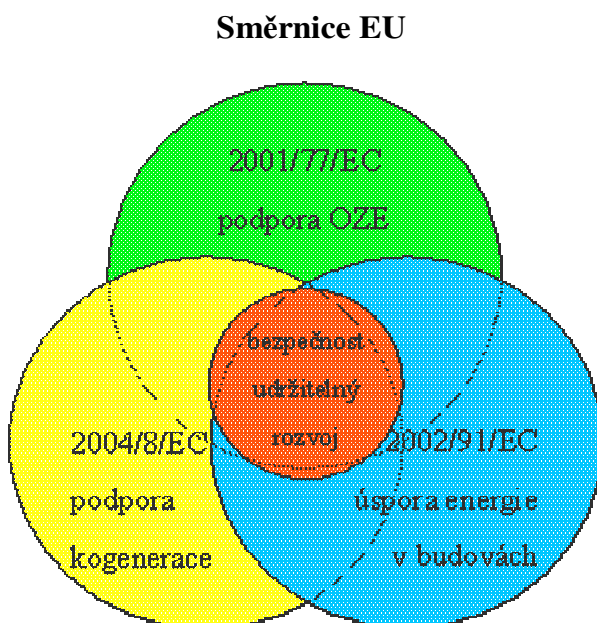 Směrnice EU
2001/77/EC
podpora OZE
bezpečnost
udržitelný
rozvoj
2004/8/EC
podpora
kogenerace
2002/91/EC
úspora energie
v budovách